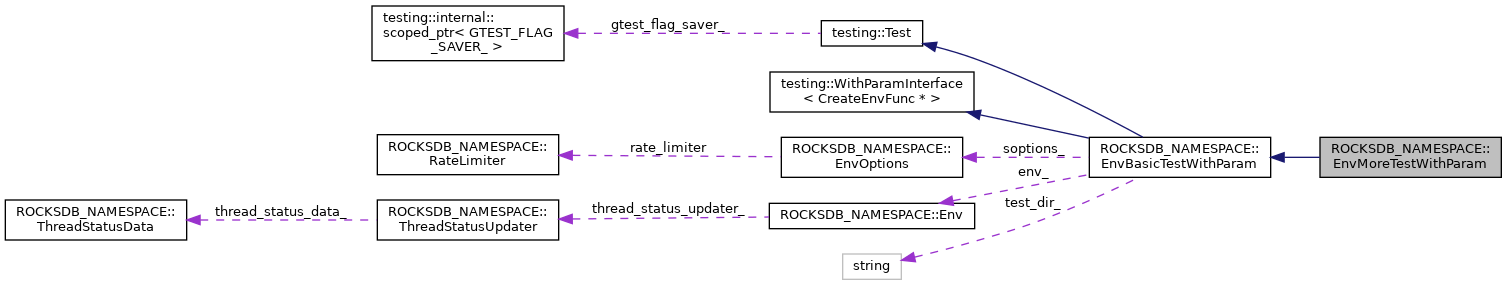 testing::internal::
scoped_ptr< GTEST_FLAG
_SAVER_ >
gtest_flag_saver_
testing::Test
testing::WithParamInterface
< CreateEnvFunc * >
ROCKSDB_NAMESPACE::
RateLimiter
rate_limiter
ROCKSDB_NAMESPACE::
EnvOptions
soptions_
ROCKSDB_NAMESPACE::
EnvBasicTestWithParam
ROCKSDB_NAMESPACE::
EnvMoreTestWithParam
env_
test_dir_
ROCKSDB_NAMESPACE::
ThreadStatusData
thread_status_data_
ROCKSDB_NAMESPACE::
ThreadStatusUpdater
thread_status_updater_
ROCKSDB_NAMESPACE::Env
string